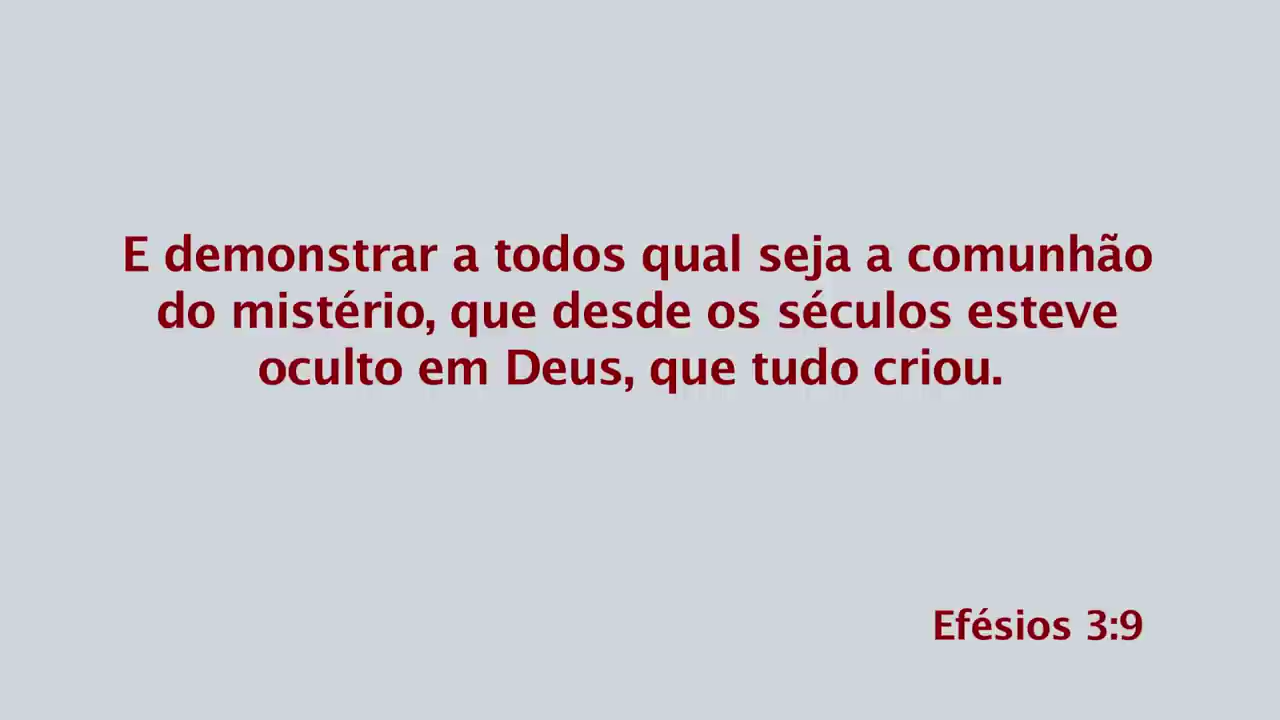 E demonstrar a todos qual seja a comunhão
do mistério, que desde os séculos esteve
oculto em Deus, que tudo criou.
Efésios 3:9